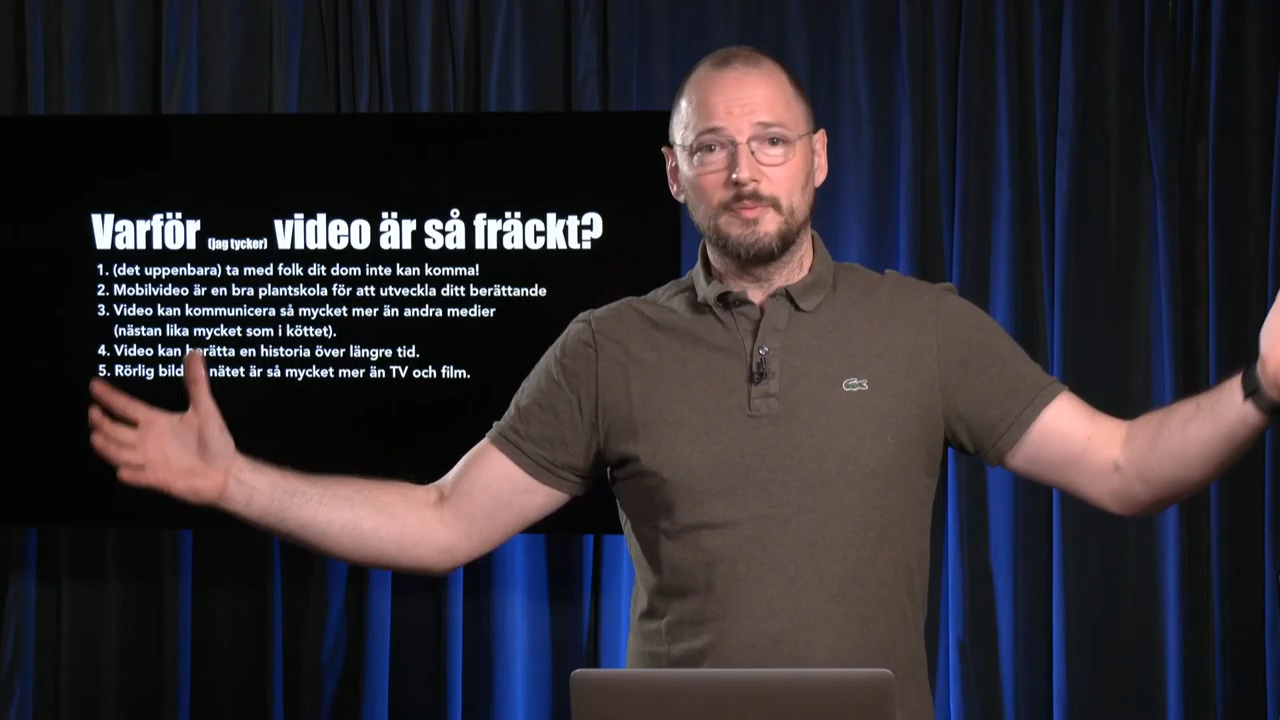 Varför (jag tycker) video är så fräckt?
1. (det uppenbara) ta med folk dit dom inte kan komma!
2. Mobilvideo är en bra plantskola för att utveckla ditt berättande
3. Video kan kommunicera så mycket mer än andra medier
(nästan lika mycket som i köttet).
4. Video kan berätta en historia över längre tid.
5. Rörlig bild nätet är så mycket mer än TV och film.